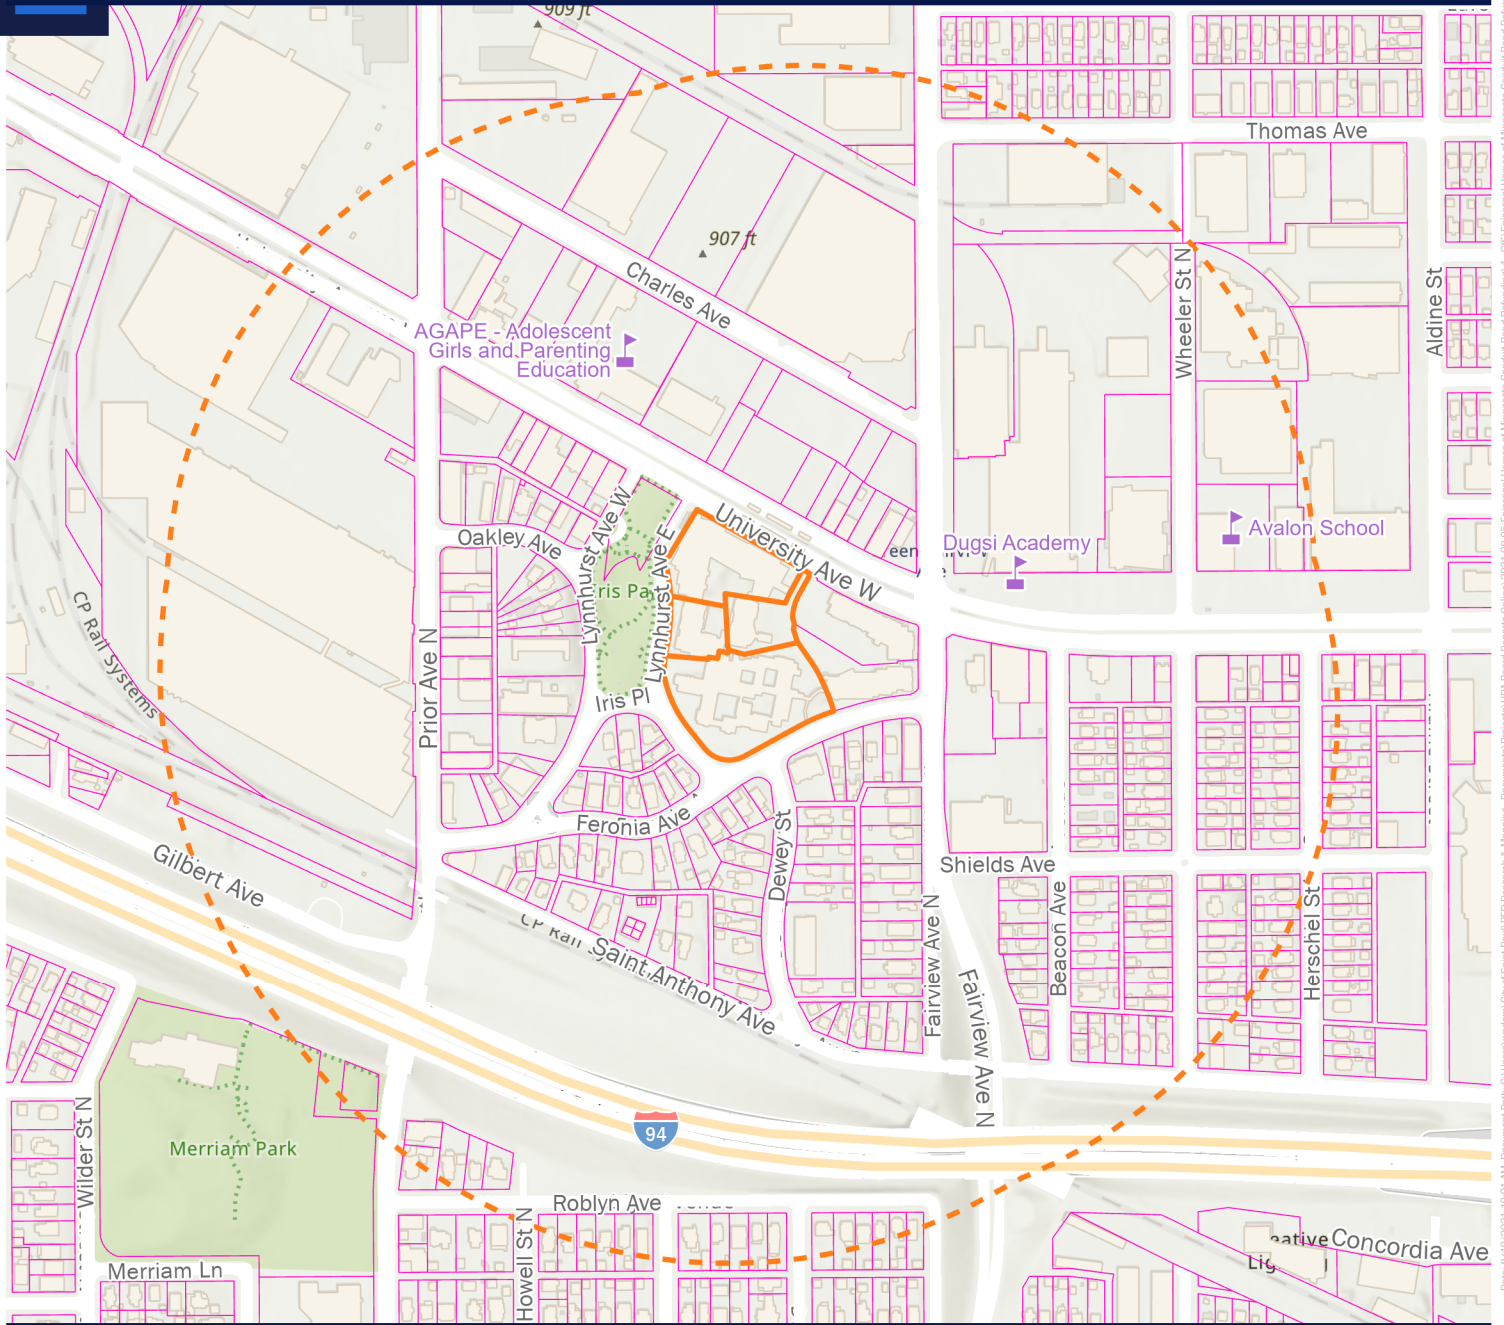 909 ft
Thomas Ave
907 ft
Charles Ave
Wheeler St N
Aldine St
AGAPE - Adolescent
Girls and Parenting
Education
University Ave W
Avalon School
Dugsi Academy
Oakley Ave
Lynnhurst Ave W
Lynnhurst Ave E
Iris Pl
CP Rail Systems
Prior Ave N
Gilbert Ave
Feronia Ave
Dewey St
Shields Ave
Beacon Ave
Herschel St
Fairview Ave N
Fairview Ave N
Saint Anthony Ave
94
Merriam Park
Wilder St N
Merriam Ln
Roblyn Ave
Howell St N
Concordia Ave